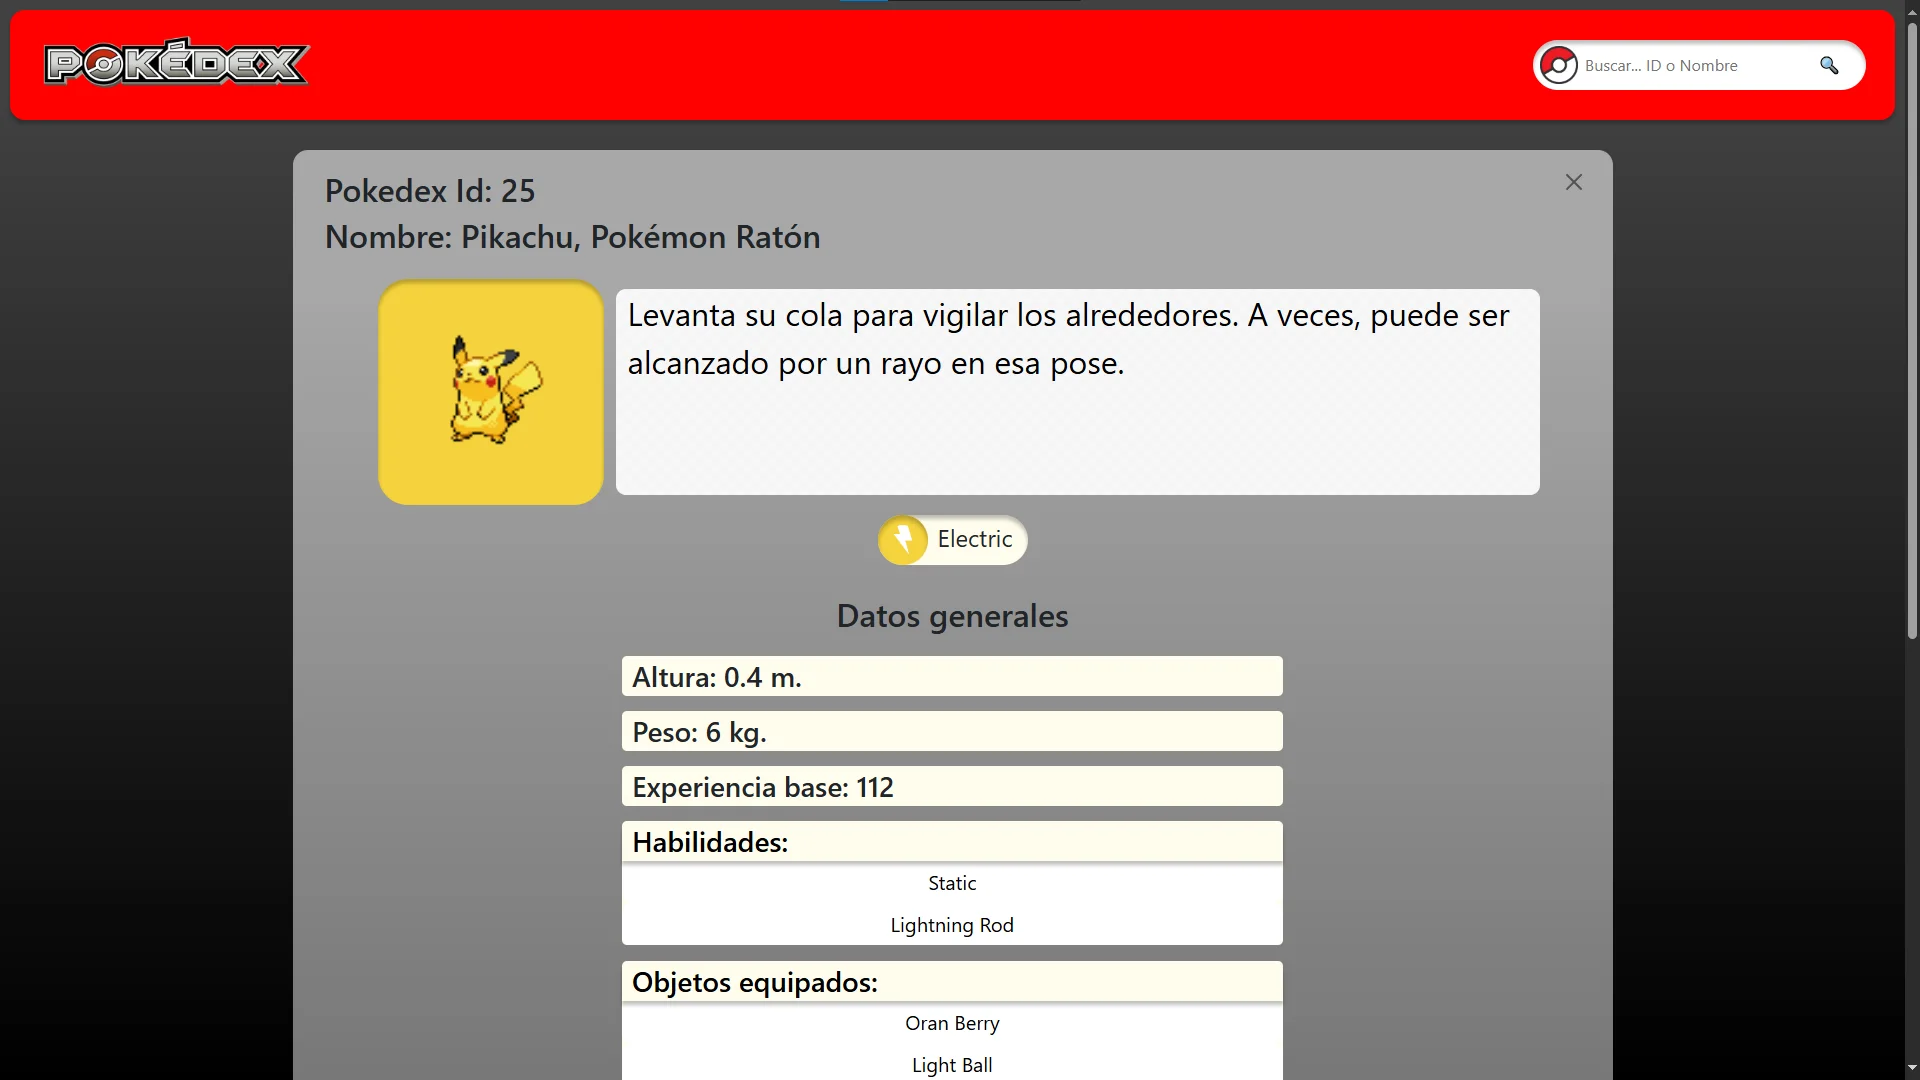 POKÉDEX
Buscar... ID o Nombre
Pokedex Id: 25
Nombre: Pikachu, Pokémon Ratón
Levanta su cola para vigilar los alrededores. A veces, puede ser
alcanzado por un rayo en esa pose.
Electric
Datos generales
Altura: 0.4 m.
Peso: 6 kg.
Experiencia base: 112
Habilidades:
Static
Lightning Rod
Objetos equipados:
Oran Berry
Light Ball